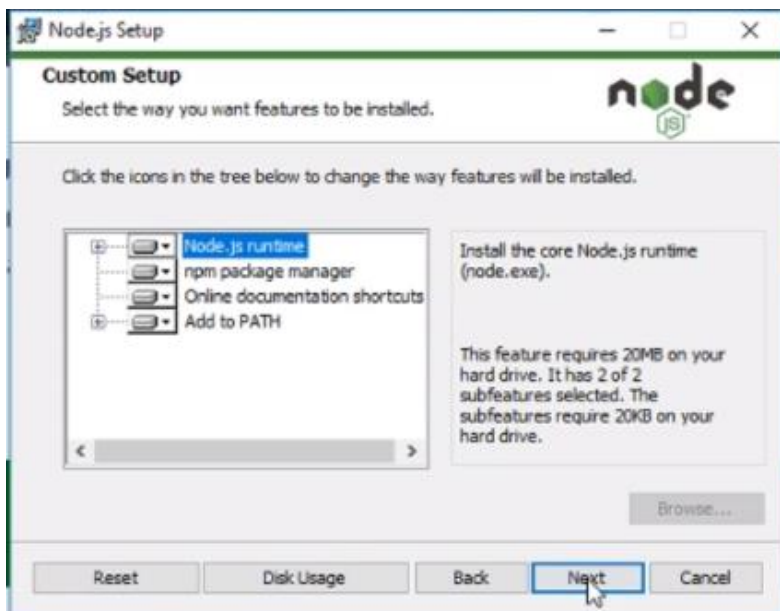 Node.js Setup
Custom Setup
Select the way you want features to be installed.
node
JS
Click the icons in the tree below to change the way features will be installed.
Node.js runtime
npm package manager
Online documentation shortcuts
Add to PATH
Install the core Node.js runtime
(node.exe).
This feature requires 20MB on your
hard drive. It has 2 of 2
subfeatures selected. The
subfeatures require 20KB on your
hard drive.
Browse...
Reset
Disk Usage
Back
Next
Cancel